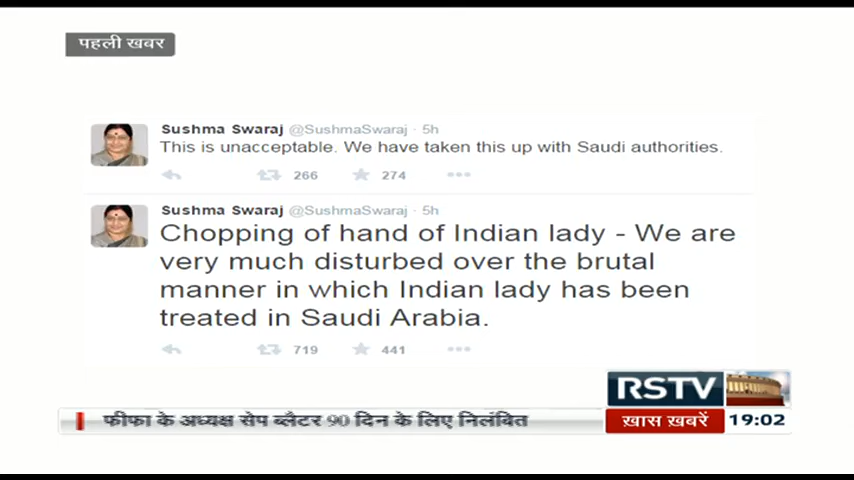 पहली खबर
Sushma Swaraj @SushmaSwaraj · 5h
This is unacceptable. We have taken this up with Saudi authorities.
266 274
Sushma Swaraj @SushmaSwaraj · 5h
Chopping of hand of Indian lady - We are
very much disturbed over the brutal
manner in which Indian lady has been
treated in Saudi Arabia.
719 441
RSTV
फीफा के अध्यक्ष सेप ब्लैटर 90 दिन के लिए निलंबित
ख़ास ख़बरें 19:02